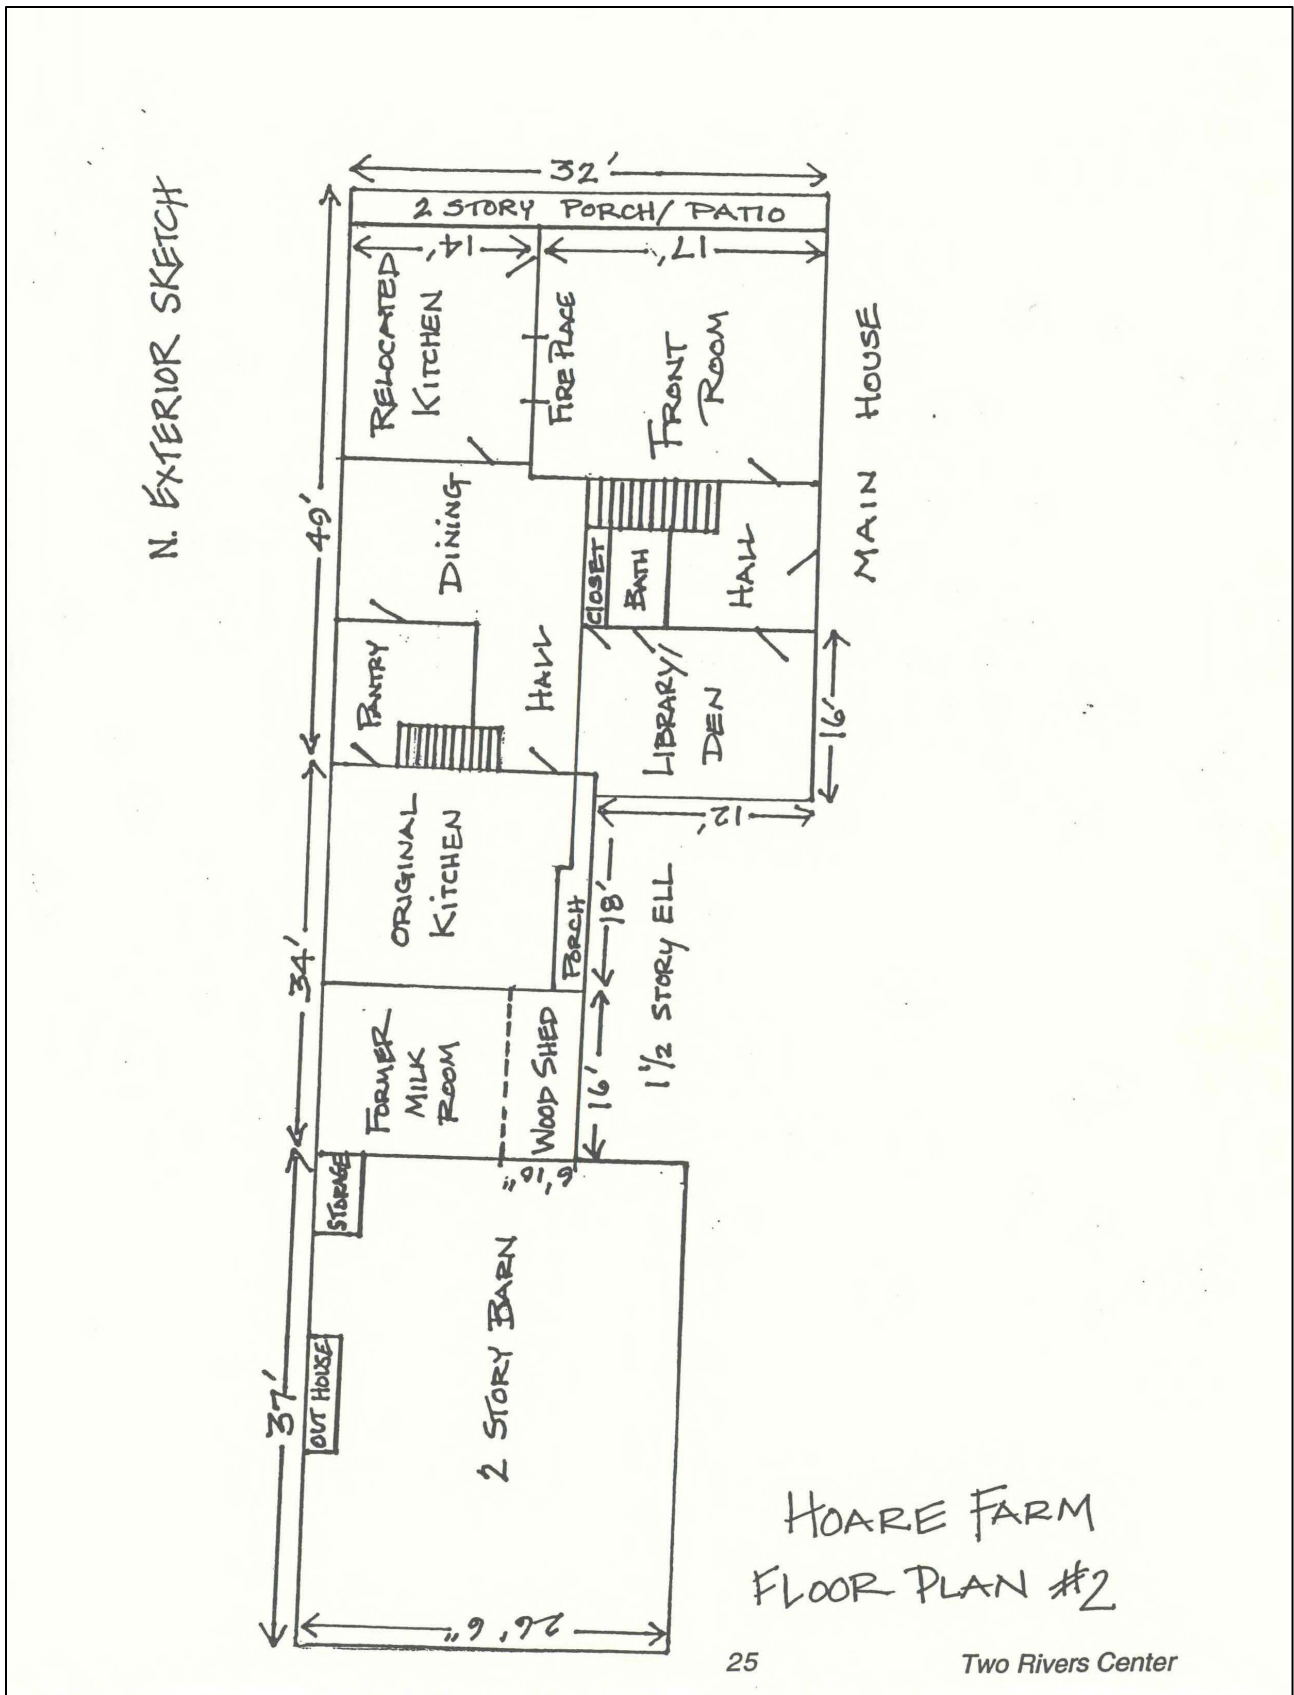 N. EXTERIOR SKETCH
32'
2 STORY PORCH/ PATIO
14'
17'
RELOCATED
KITCHEN
FIRE PLACE
FRONT
ROOM
MAIN HOUSE
49'
DINING
CLOSET
BATH
HALL
PANTRY
HALL
LIBRARY/
DEN
16'
12'
ORIGINAL
KITCHEN
PORCH
18'
34'
1 1/2 STORY ELL
FORMER
MILK
ROOM
WOOD SHED
16'
6'10"
STORAGE
2 STORY BARN
OUT HOUSE
37'
26' 6"
HOARE FARM
FLOOR PLAN #2
25
Two Rivers Center